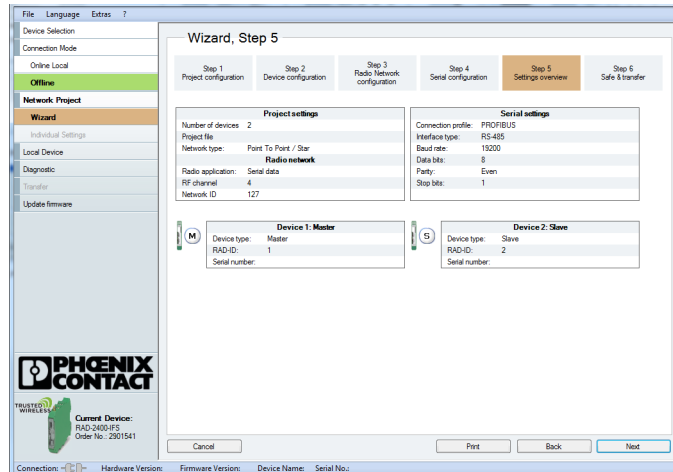 File Language Extras ?
Device Selection
Connection Mode
Online Local
Offline
Network Project
Wizard
Individual Settings
Local Device
Diagnostic
Transfer
Update firmware
PHŒNIX
CONTACT
TRUSTED
WIRELESS
Current Device:
RAD-2400-IFS
Order No.: 2901541
Wizard, Step 5
Step 1
Project configuration
Step 2
Device configuration
Step 3
Radio Network
configuration
Step 4
Serial configuration
Step 5
Settings overview
Step 6
Safe & transfer
Project settings
Number of devices 2
Project file
Network type: Point To Point / Star
Radio network
Radio application: Serial data
RF channel 4
Network ID 127
Serial settings
Connection profile: PROFIBUS
Interface type: RS-485
Baud rate: 19200
Data bits: 8
Parity: Even
Stop bits: 1
M
Device 1: Master
Device type: Master
RAD-ID: 1
Serial number:
S
Device 2: Slave
Device type: Slave
RAD-ID: 2
Serial number:
Cancel Print Back Next
Connection: Hardware Version: Firmware Version: Device Name: Serial No.: